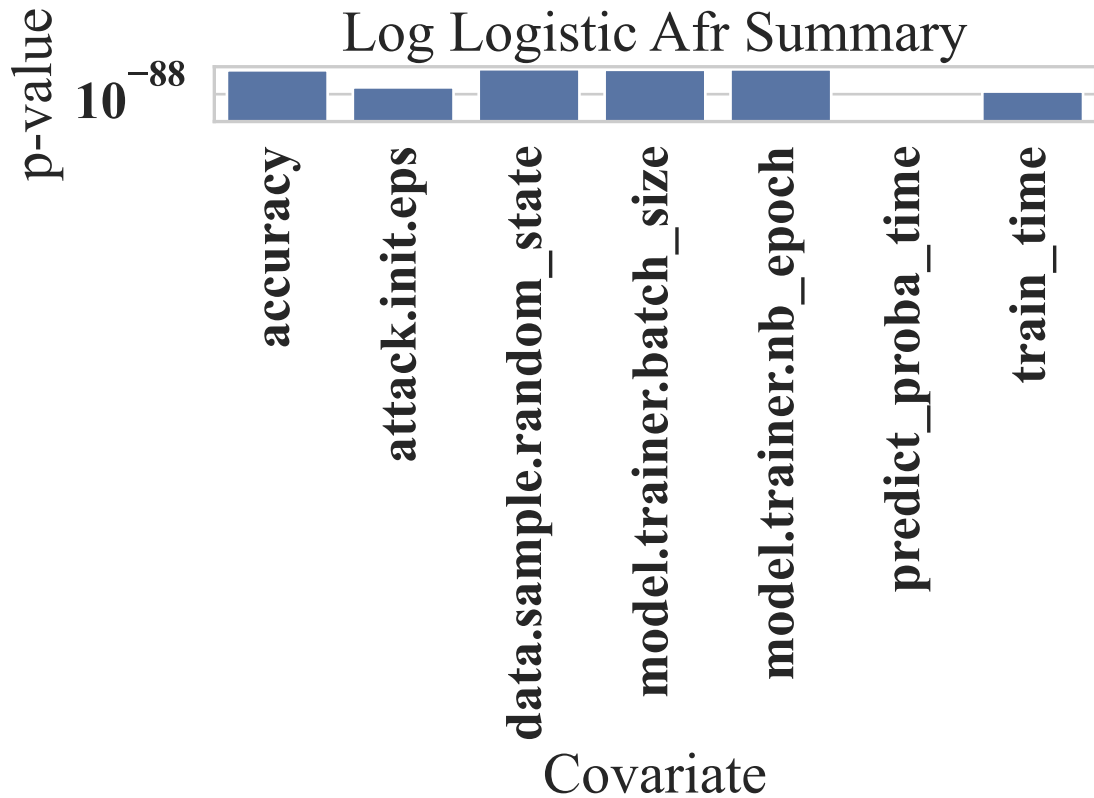 Log Logistic Afr Summary
p-value
10⁻⁸⁸
accuracy
attack.init.eps
data.sample.random_state
model.trainer.batch_size
model.trainer.nb_epoch
predict_proba_time
train_time
Covariate